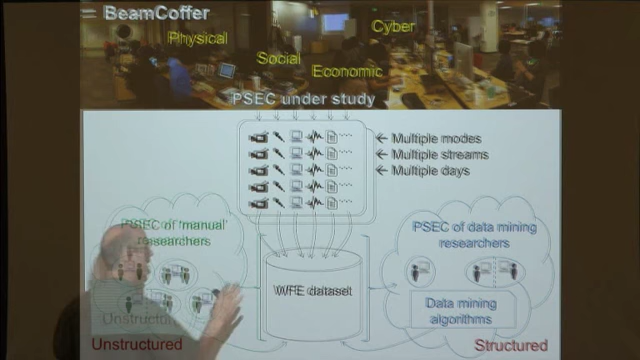 = BeamCoffer
Physical
Social
Cyber
Economic
PSEC under study
← Multiple modes
← Multiple streams
← Multiple days
PSEC of 'manual'
researchers
PSEC of data mining
researchers
WFE dataset
Data mining
algorithms
Unstructur
Unstructured
Structured